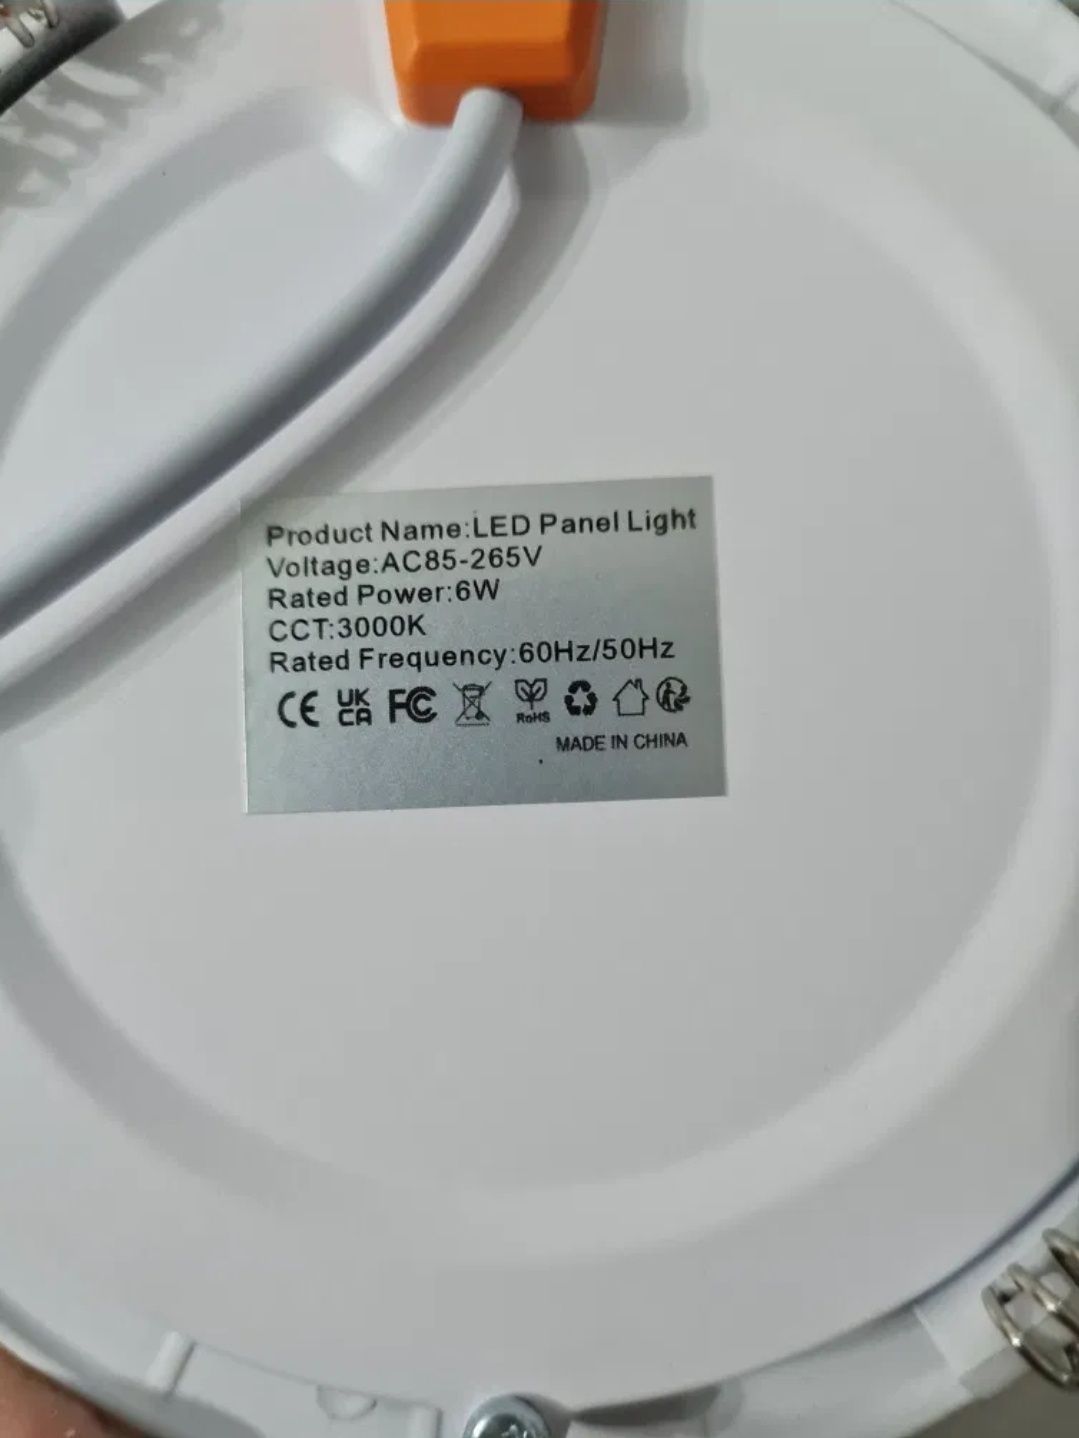 Product Name:LED Panel Light
Voltage:AC85-265V
Rated Power:6W
CCT:3000K
Rated Frequency:60Hz/50Hz
CE UK CA FC RoHS
MADE IN CHINA